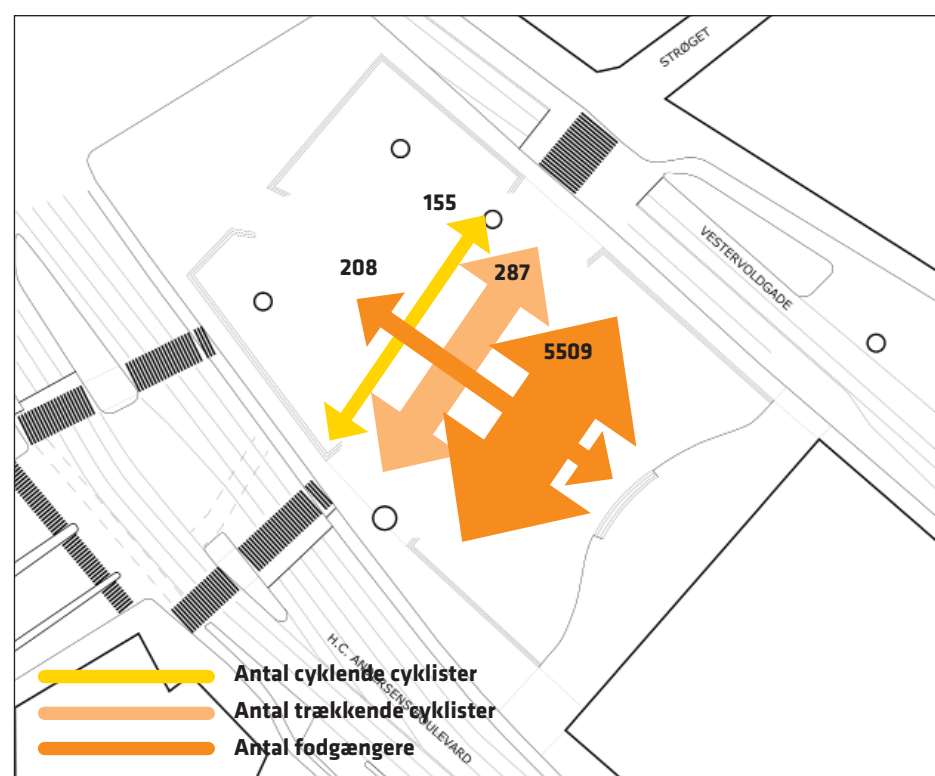 STRØGET
155
VESTERVOLDGADE
208
287
5509
H.C. ANDERSENS BOULEVARD
Antal cyklende cyklister
Antal trækkende cyklister
Antal fodgængere